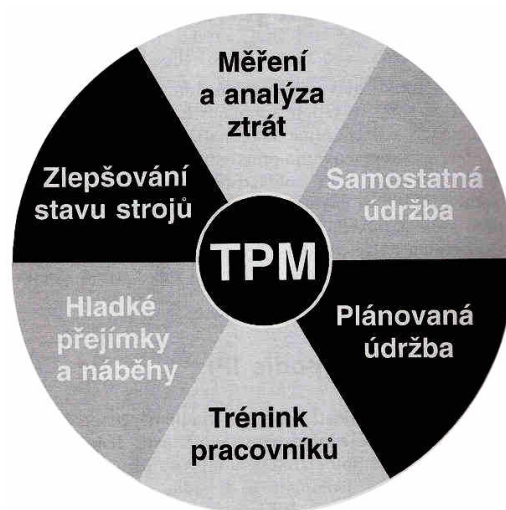 Měření
a analýza
ztrát
Samostatná
údržba
Plánovaná
údržba
Trénink
pracovníků
Hladké
přejímky
a náběhy
Zlepšování
stavu strojů
TPM